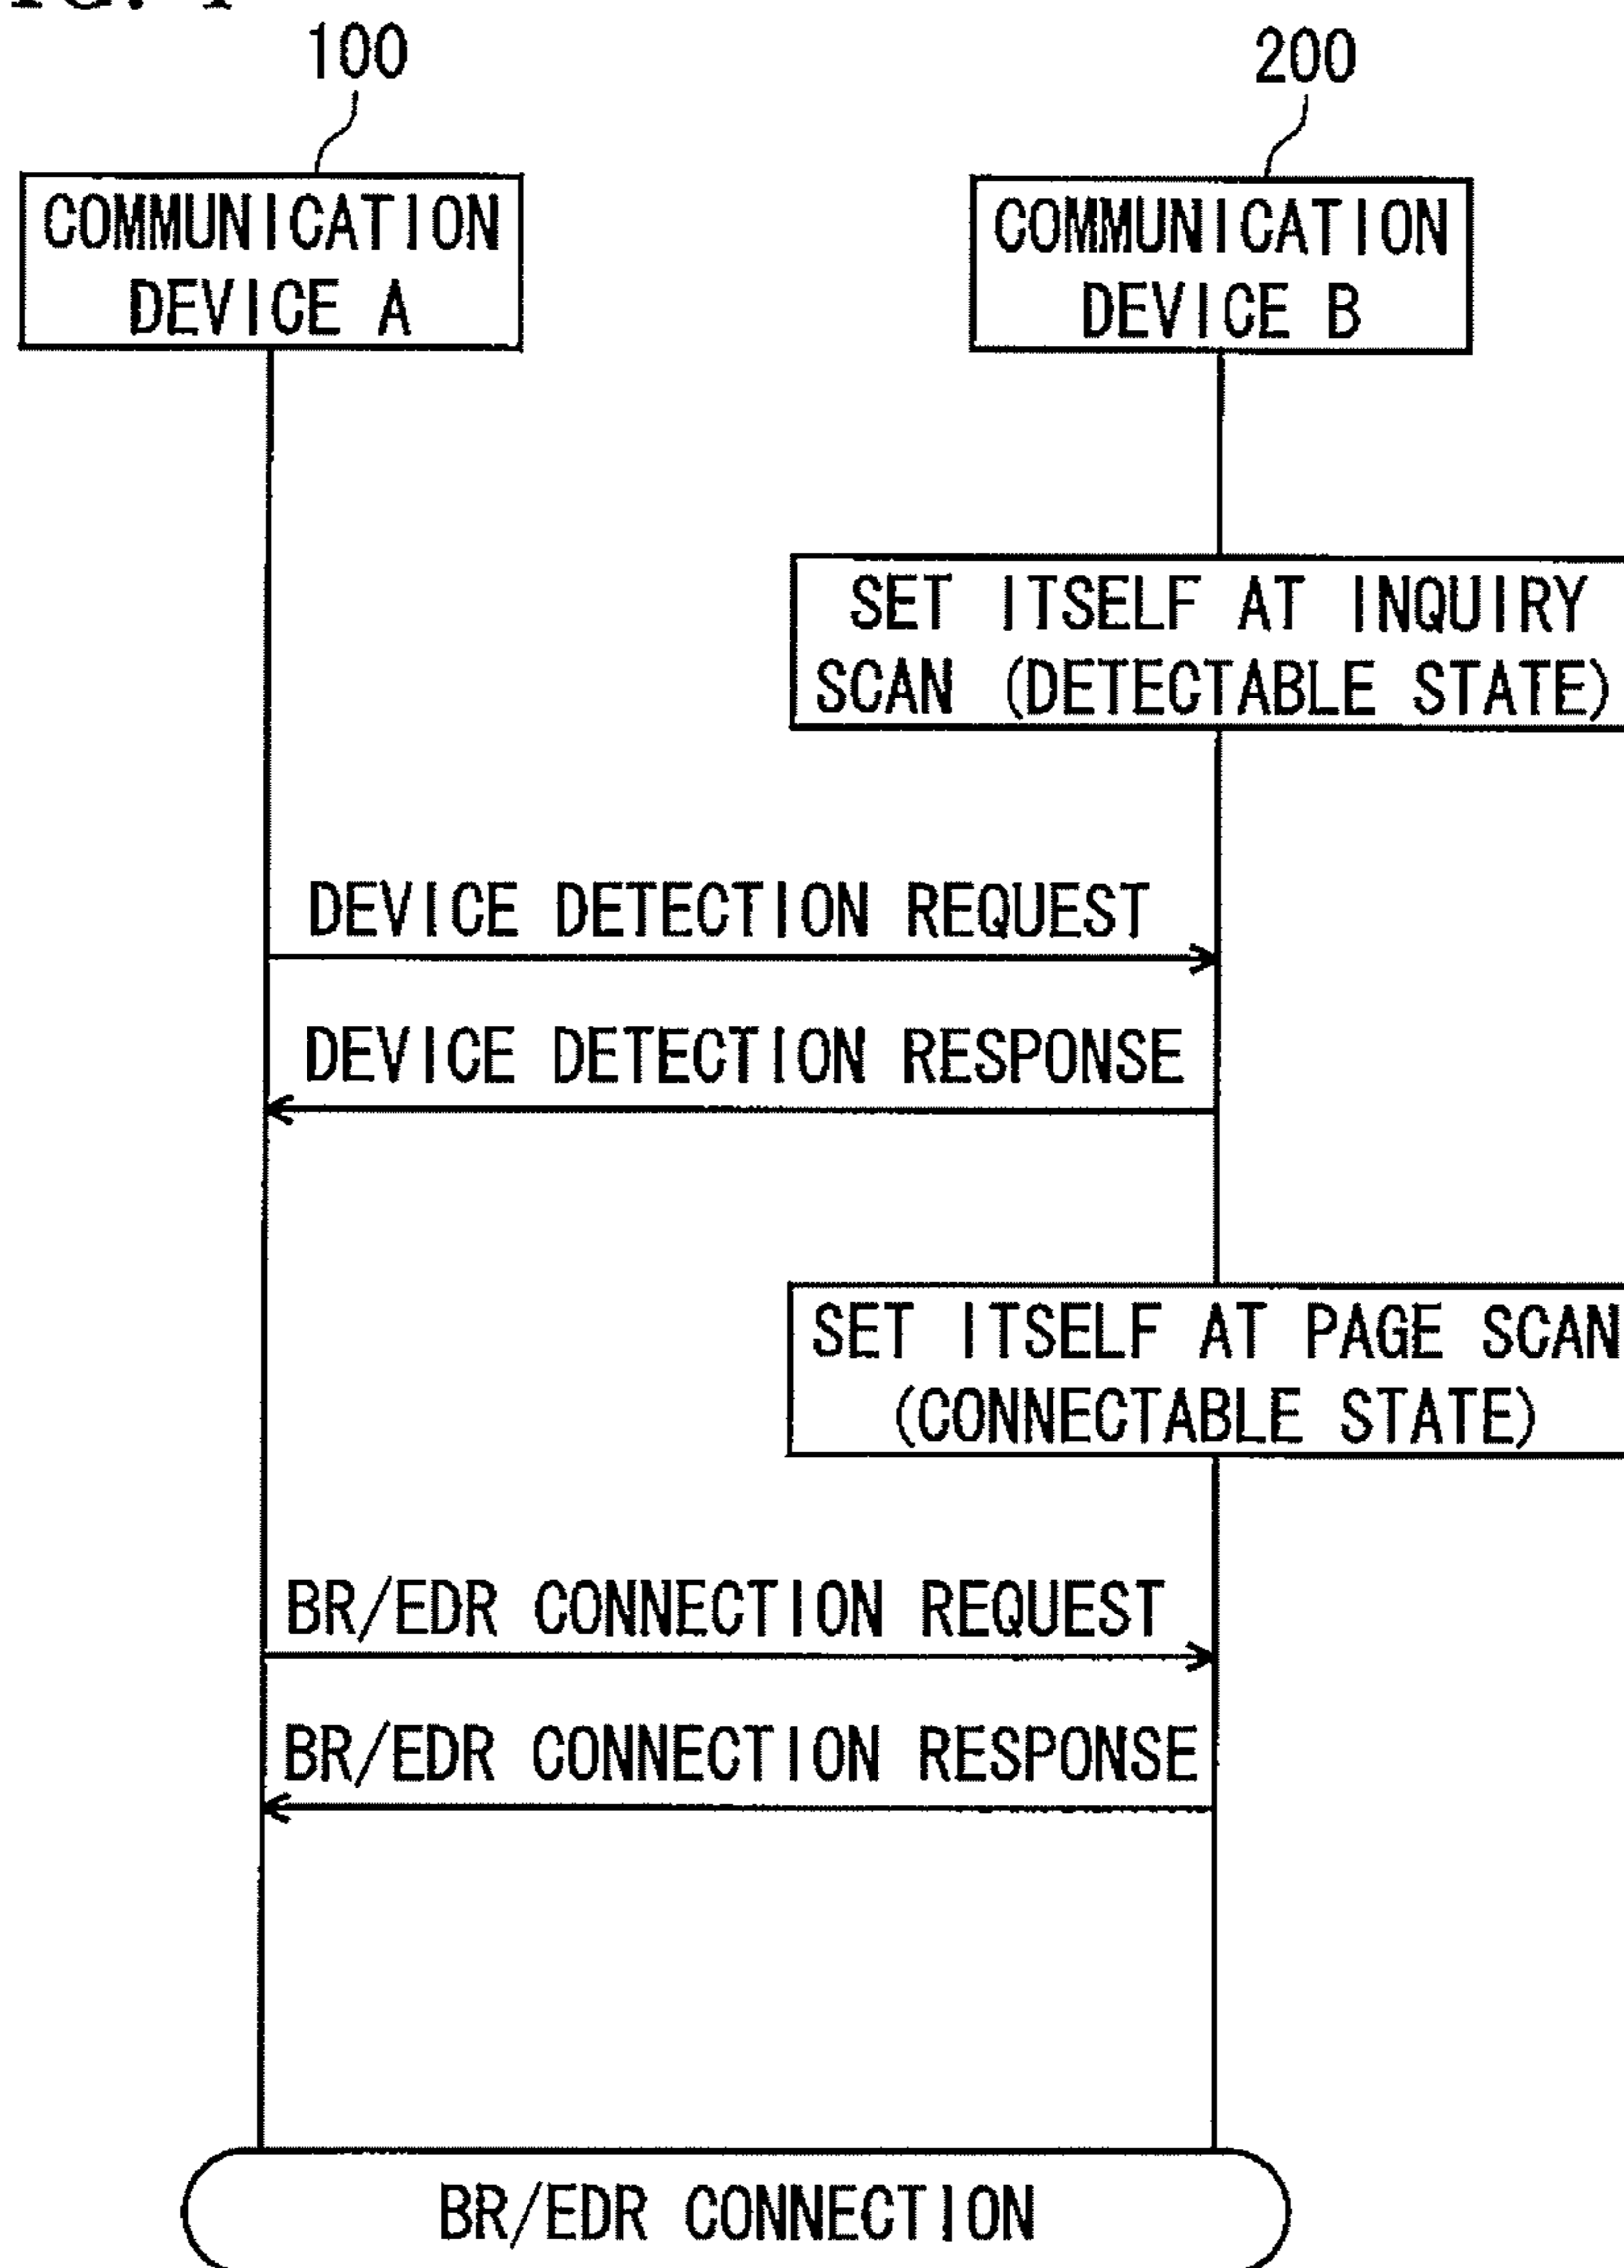 100
200
COMMUNICATION
DEVICE A
COMMUNICATION
DEVICE B
SET ITSELF AT INQUIRY
SCAN (DETECTABLE STATE)
DEVICE DETECTION REQUEST
DEVICE DETECTION RESPONSE
SET ITSELF AT PAGE SCAN
(CONNECTABLE STATE)
BR/EDR CONNECTION REQUEST
BR/EDR CONNECTION RESPONSE
BR/EDR CONNECTION